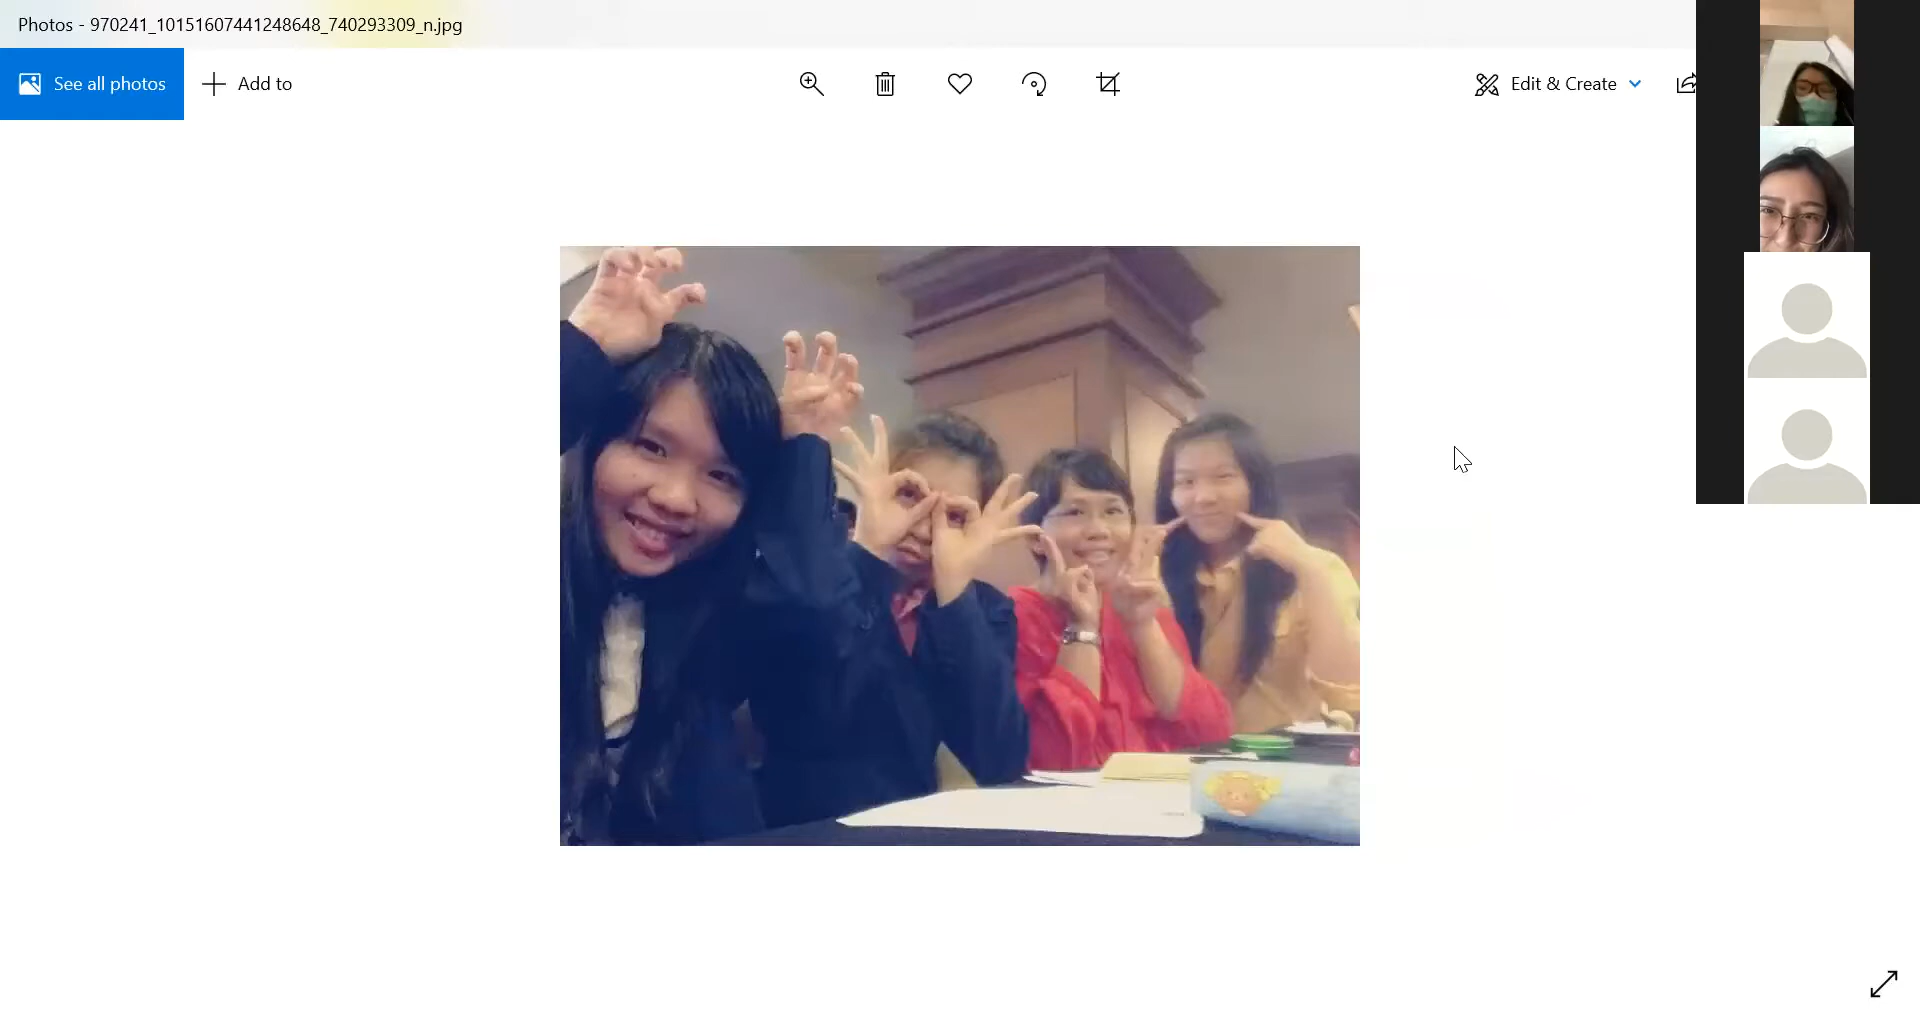 Photos - 970241_10151607441248648_740293309_n.jpg
See all photos
Add to
Edit & Create